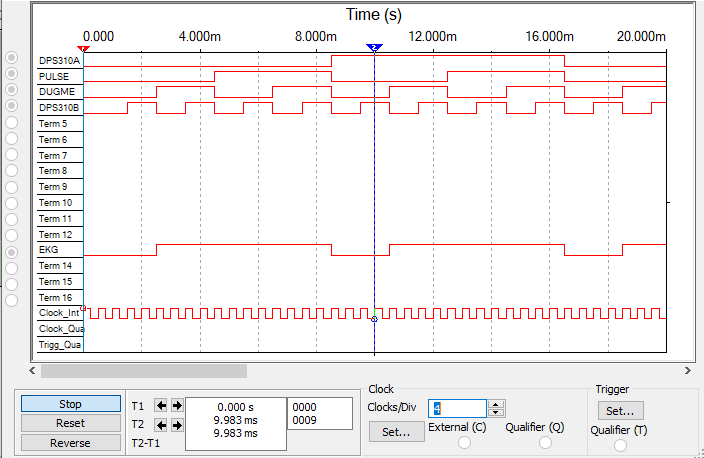 Time (s)
0.000 4.000m 8.000m 12.000m 16.000m 20.000m
1 2
DPS310A
PULSE
DUGME
DPS310B
Term 5
Term 6
Term 7
Term 8
Term 9
Term 10
Term 11
Term 12
EKG
Term 14
Term 15
Term 16
Clock_Int
Clock_Qua
Trigg_Qua
Stop
Reset
Reverse
T1
T2
T2-T1
0.000 s
9.983 ms
9.983 ms
0000
0009
Clock
Clocks/Div 4
Set... External (C) Qualifier (Q)
Trigger
Set...
Qualifier (T)